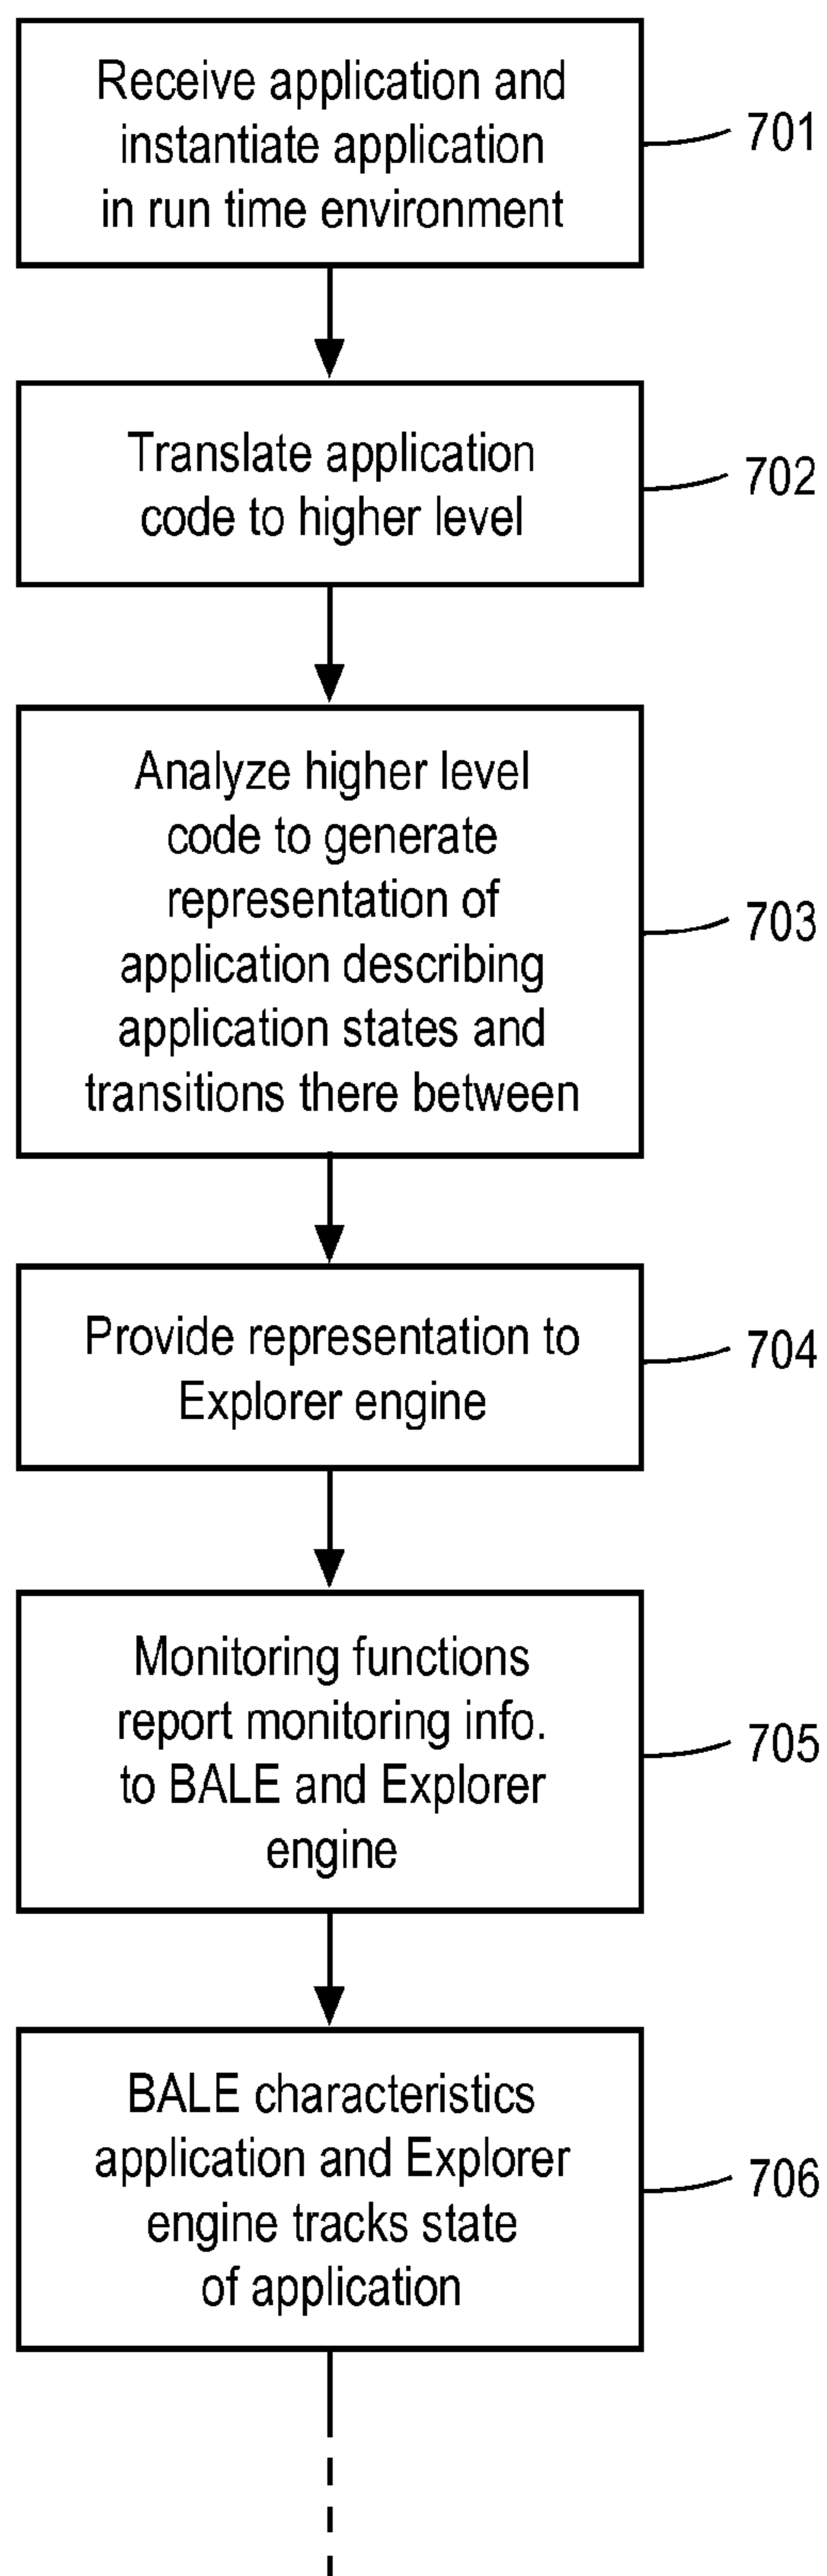 Receive application and
instantiate application
in run time environment
701
Translate application
code to higher level
702
Analyze higher level
code to generate
representation of
application describing
application states and
transitions there between
703
Provide representation to
Explorer engine
704
Monitoring functions
report monitoring info.
to BALE and Explorer
engine
705
BALE characteristics
application and Explorer
engine tracks state
of application
706